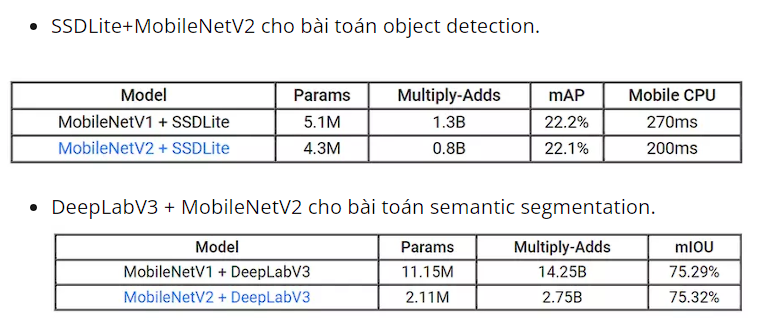 SSDLite+MobileNetV2 cho bài toán object detection.
Model Params Multiply-Adds mAP Mobile CPU
MobileNetV1 + SSDLite 5.1M 1.3B 22.2% 270ms
MobileNetV2 + SSDLite 4.3M 0.8B 22.1% 200ms
DeepLabV3 + MobileNetV2 cho bài toán semantic segmentation.
Model Params Multiply-Adds mIOU
MobileNetV1 + DeepLabV3 11.15M 14.25B 75.29%
MobileNetV2 + DeepLabV3 2.11M 2.75B 75.32%